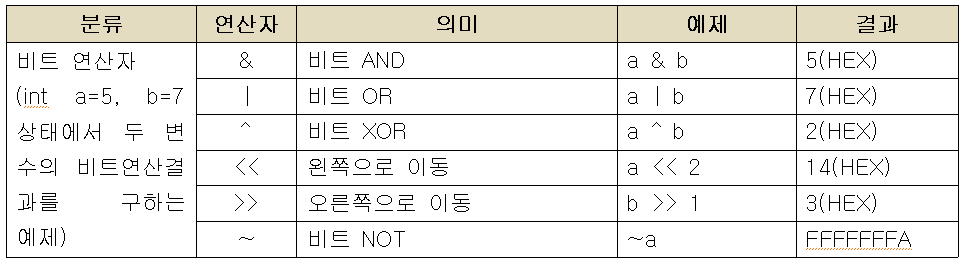 분류 연산자 의미 예제 결과
비트 연산자
(int a=5, b=7
상태에서 두 변
수의 비트연산결
과를 구하는
예제)
& 비트 AND a & b 5(HEX)
| 비트 OR a | b 7(HEX)
^ 비트 XOR a ^ b 2(HEX)
<< 왼쪽으로 이동 a << 2 14(HEX)
>> 오른쪽으로 이동 b >> 1 3(HEX)
~ 비트 NOT ~a FFFFFFFA